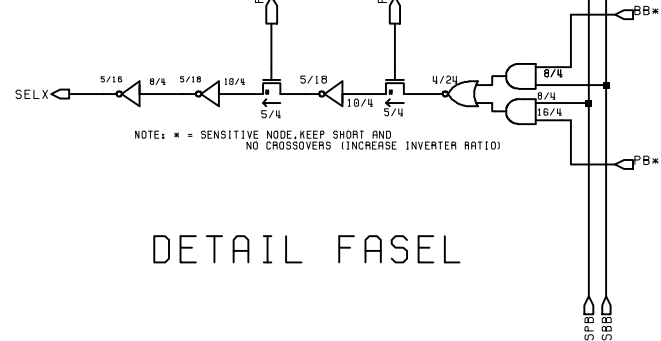 BB*
5/16
8/4
5/18
10/4
5/18
4/24
8/4
SELX
*
*
10/4
8/4
5/4
5/4
16/4
NOTE: * = SENSITIVE NODE,KEEP SHORT AND
NO CROSSOVERS (INCREASE INVERTER RATIO)
PB*
DETAIL FASEL
SPB
SBB